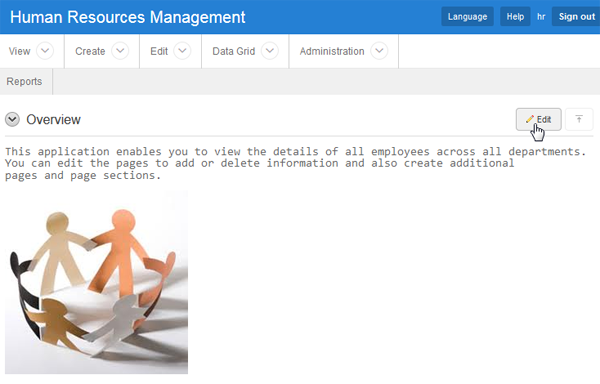 Human Resources Management
Language Help hr Sign out
View Create Edit Data Grid Administration
Reports
Overview
Edit
This application enables you to view the details of all employees across all departments.
You can edit the pages to add or delete information and also create additional
pages and page sections.